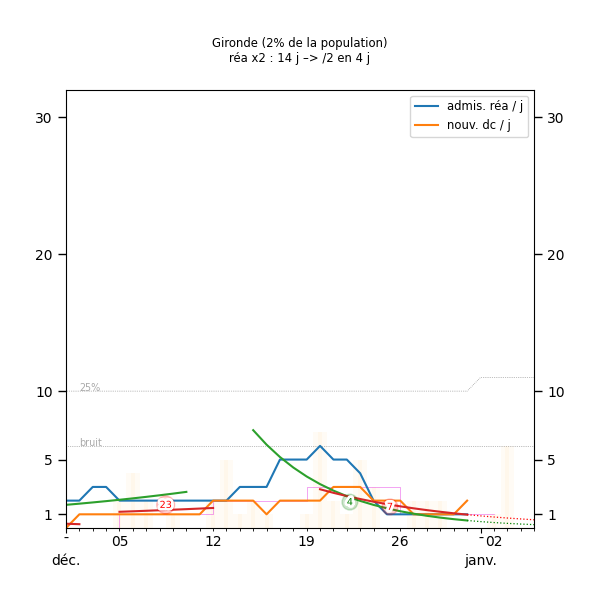 Gironde (2% de la population)
réa x2 : 14 j –> /2 en 4 j
admis. réa / j
nouv. dc / j
30 30
20 20
25%
10 10
bruit
5 5
23 4 7
1 1
- 05 12 19 26 - 02
déc. janv.